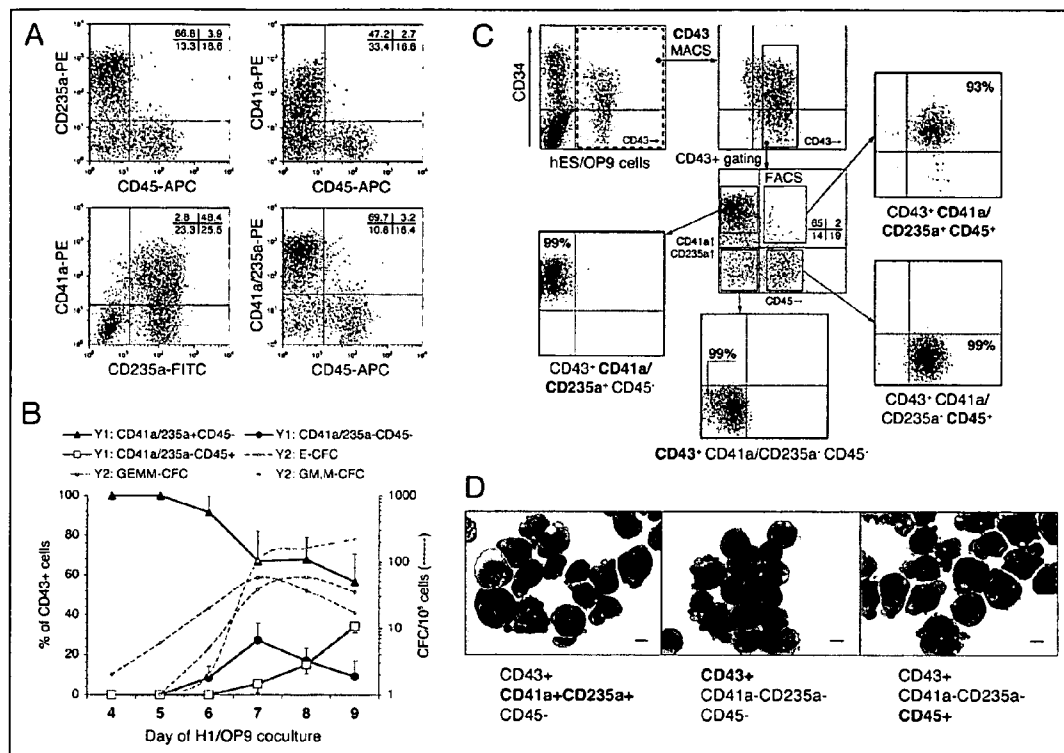 A
CD235a-PE
66.8 3.9
13.3 16.6
CD45-APC
CD41a-PE
47.2 2.7
33.4 16.6
CD45-APC
CD41a-PE
2.8 48.4
23.3 25.5
CD235a-FITC
CD41a/235a-PE
69.7 3.2
10.6 16.4
CD45-APC
B
Y1: CD41a/235a+CD45-
Y1: CD41a/235a-CD45-
Y1: CD41a/235a-CD45+
Y2: E-CFC
Y2: GEMM-CFC
Y2: GM,M-CFC
% of CD43+ cells
100
80
60
40
20
0
1000
100
10
1
4 5 6 7 8 9
Day of H1/OP9 coculture
C
CD34
CD43→
hES/OP9 cells
CD43
MACS
CD43→
CD43+ gating
FACS
65 2
14 19
CD41a↑
CD235a↑
CD45→
93%
CD43⁺ CD41a/
CD235a⁺ CD45⁺
99%
CD43⁺ CD41a/
CD235a⁺ CD45⁻
99%
CD43⁺ CD41a/CD235a⁻ CD45⁻
99%
CD43⁺ CD41a/
CD235a⁻ CD45⁺
D
CD43+
CD41a+CD235a+
CD45-
CD43+
CD41a-CD235a-
CD45-
CD43+
CD41a-CD235a-
CD45+